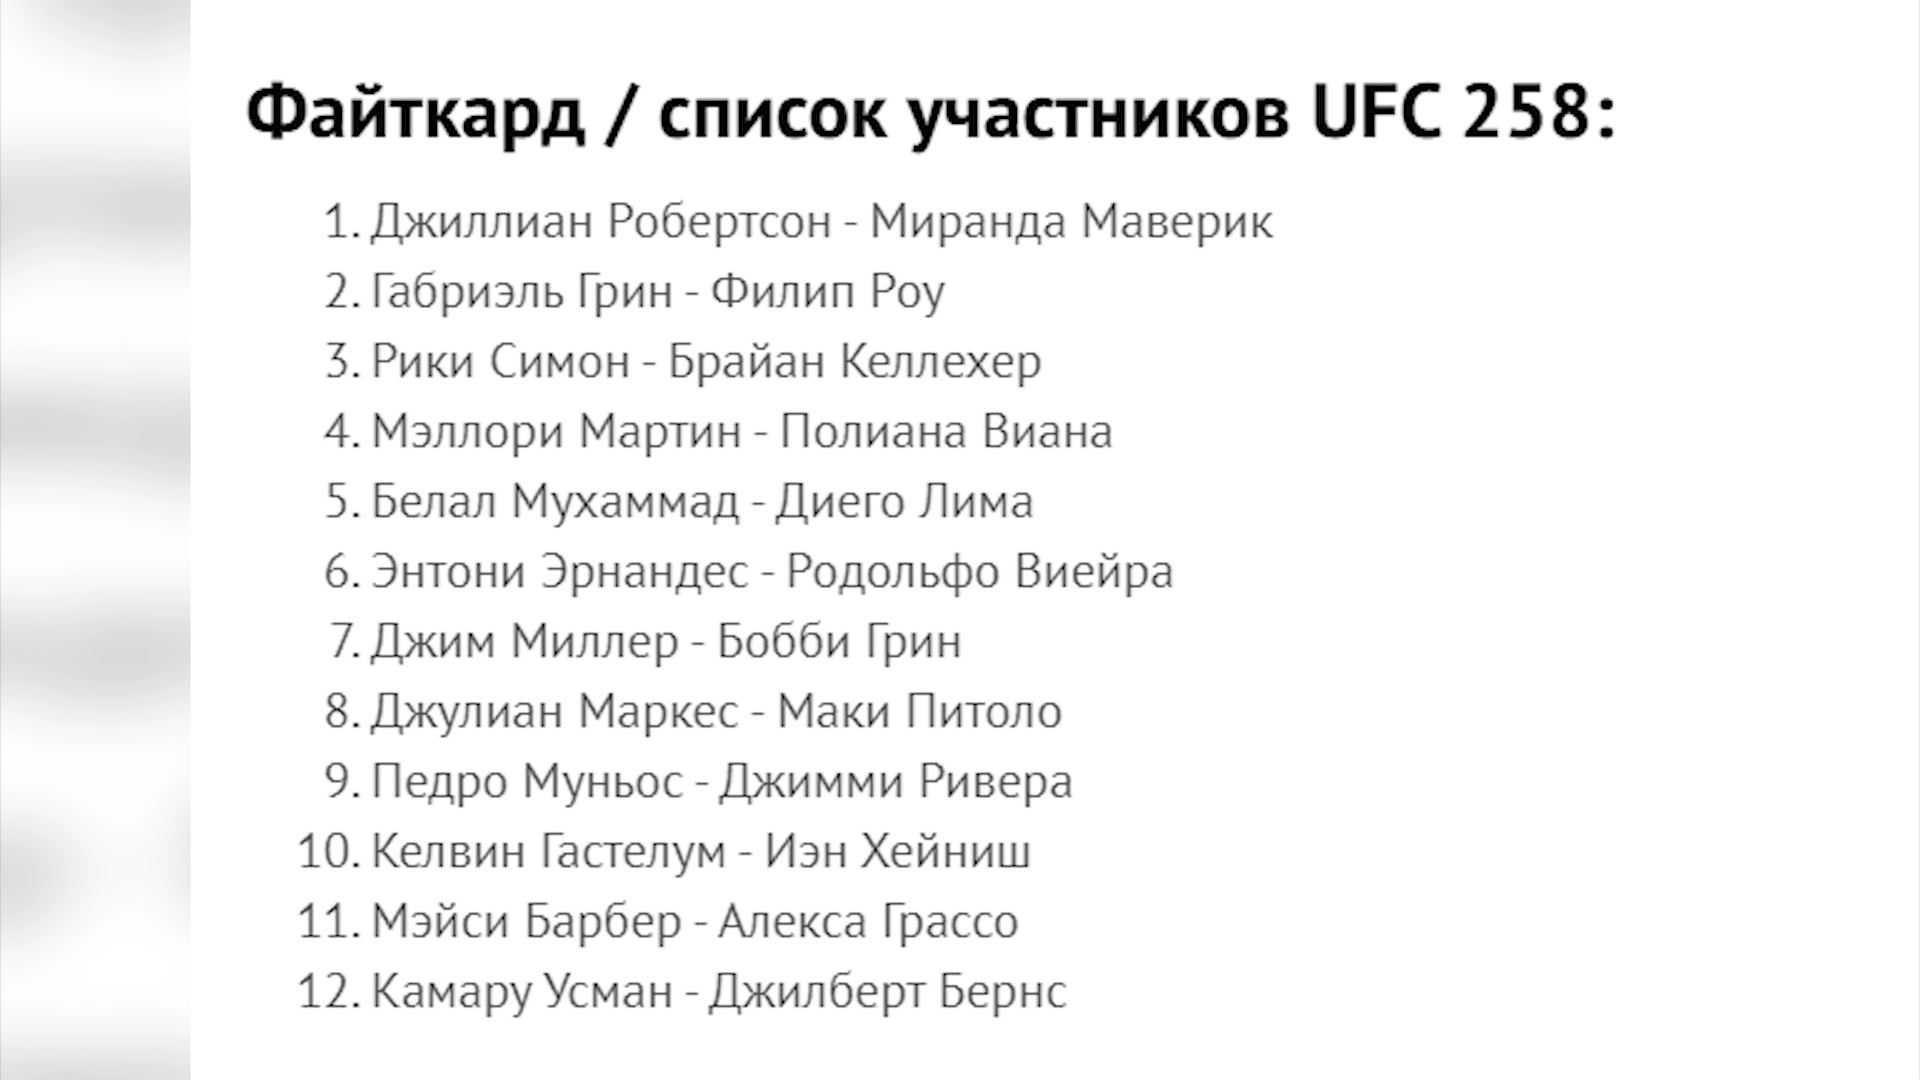 Файткард / список участников UFC 258:
1. Джиллиан Робертсон - Миранда Маверик
2. Габриэль Грин - Филип Роу
3. Рики Симон - Брайан Келлехер
4. Мэллори Мартин - Полиана Виана
5. Белал Мухаммад - Диего Лима
6. Энтони Эрнандес - Родольфо Виейра
7. Джим Миллер - Бобби Грин
8. Джулиан Маркес - Маки Питоло
9. Педро Муньос - Джимми Ривера
10. Келвин Гастелум - Иэн Хейниш
11. Мэйси Барбер - Алекса Грассо
12. Камару Усман - Джилберт Бернс